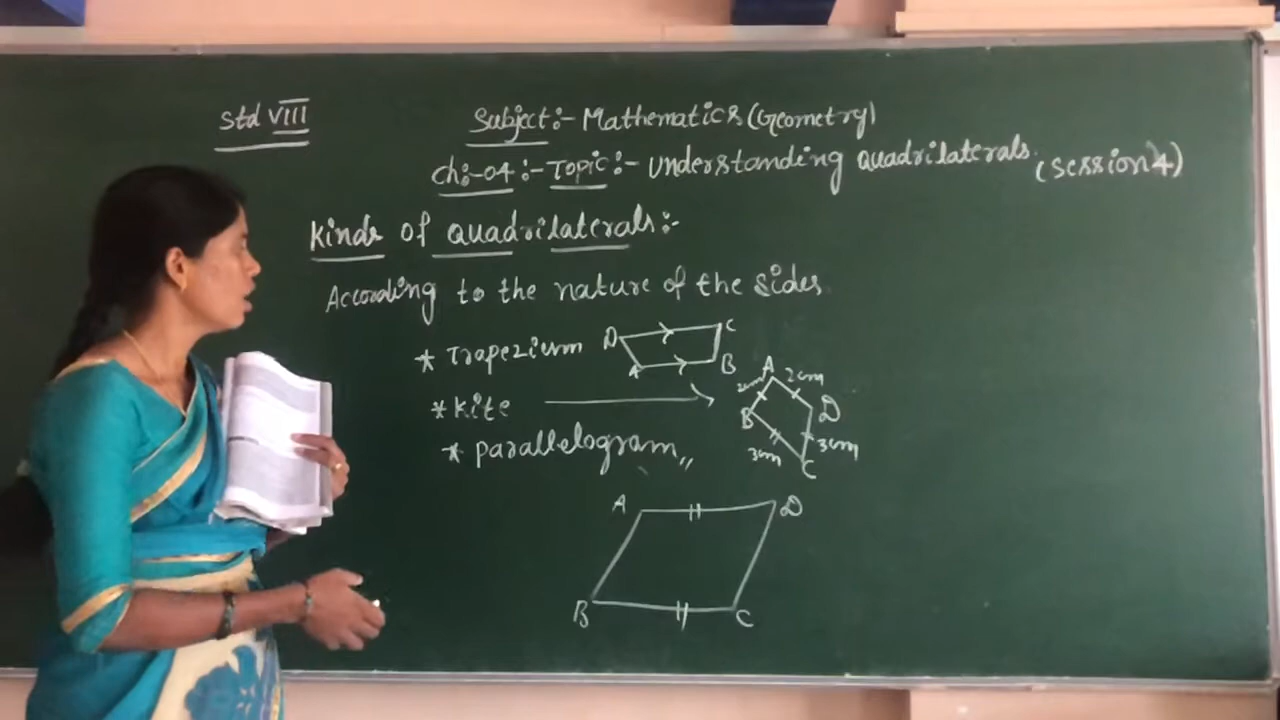 Std VIII
Subject:- Mathematics (Geometry)
Ch:-04:- Topic:- Understanding quadrilaterals. (session 4)
Kinds of quadrilaterals:-
According to the nature of the sides
* Trapezium D C
A B
* Kite A 2cm 2cm
B D
3cm 3cm
C
* parallelogram,,
A D
B C